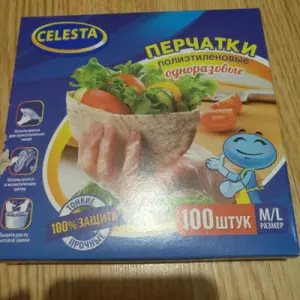 CELESTA
ПЕРЧАТКИ
ПОЛИЭТИЛЕНОВЫЕ
одноразовые
ТОНКИЕ
100% ЗАЩИТА
ПРОЧНЫЕ
100 ШТУК
M/L
РАЗМЕР